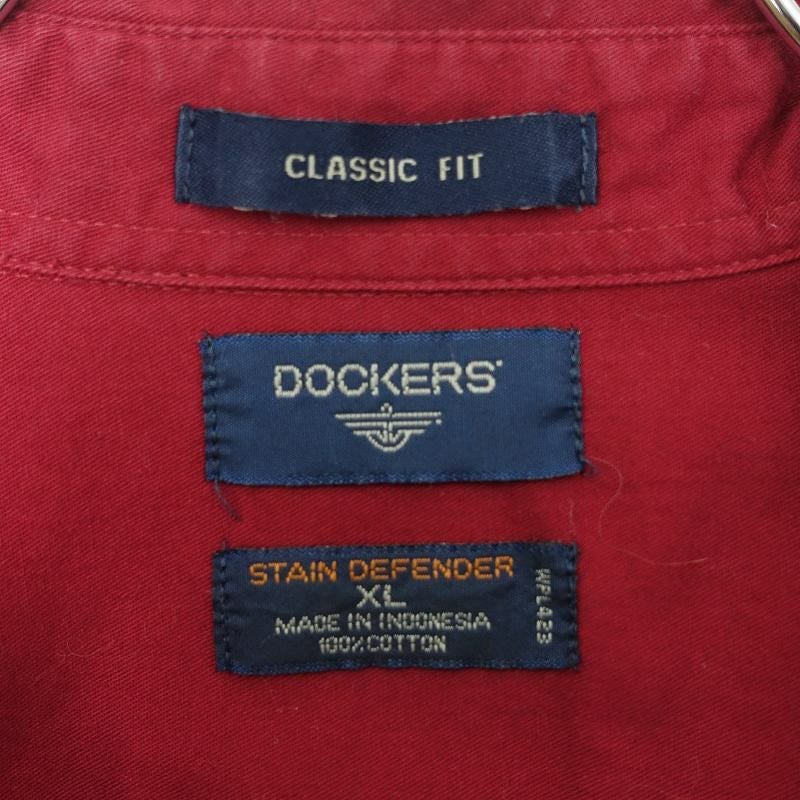 CLASSIC FIT
DOCKERS
STAIN DEFENDER
XL
MADE IN INDONESIA
100% COTTON
WPL423